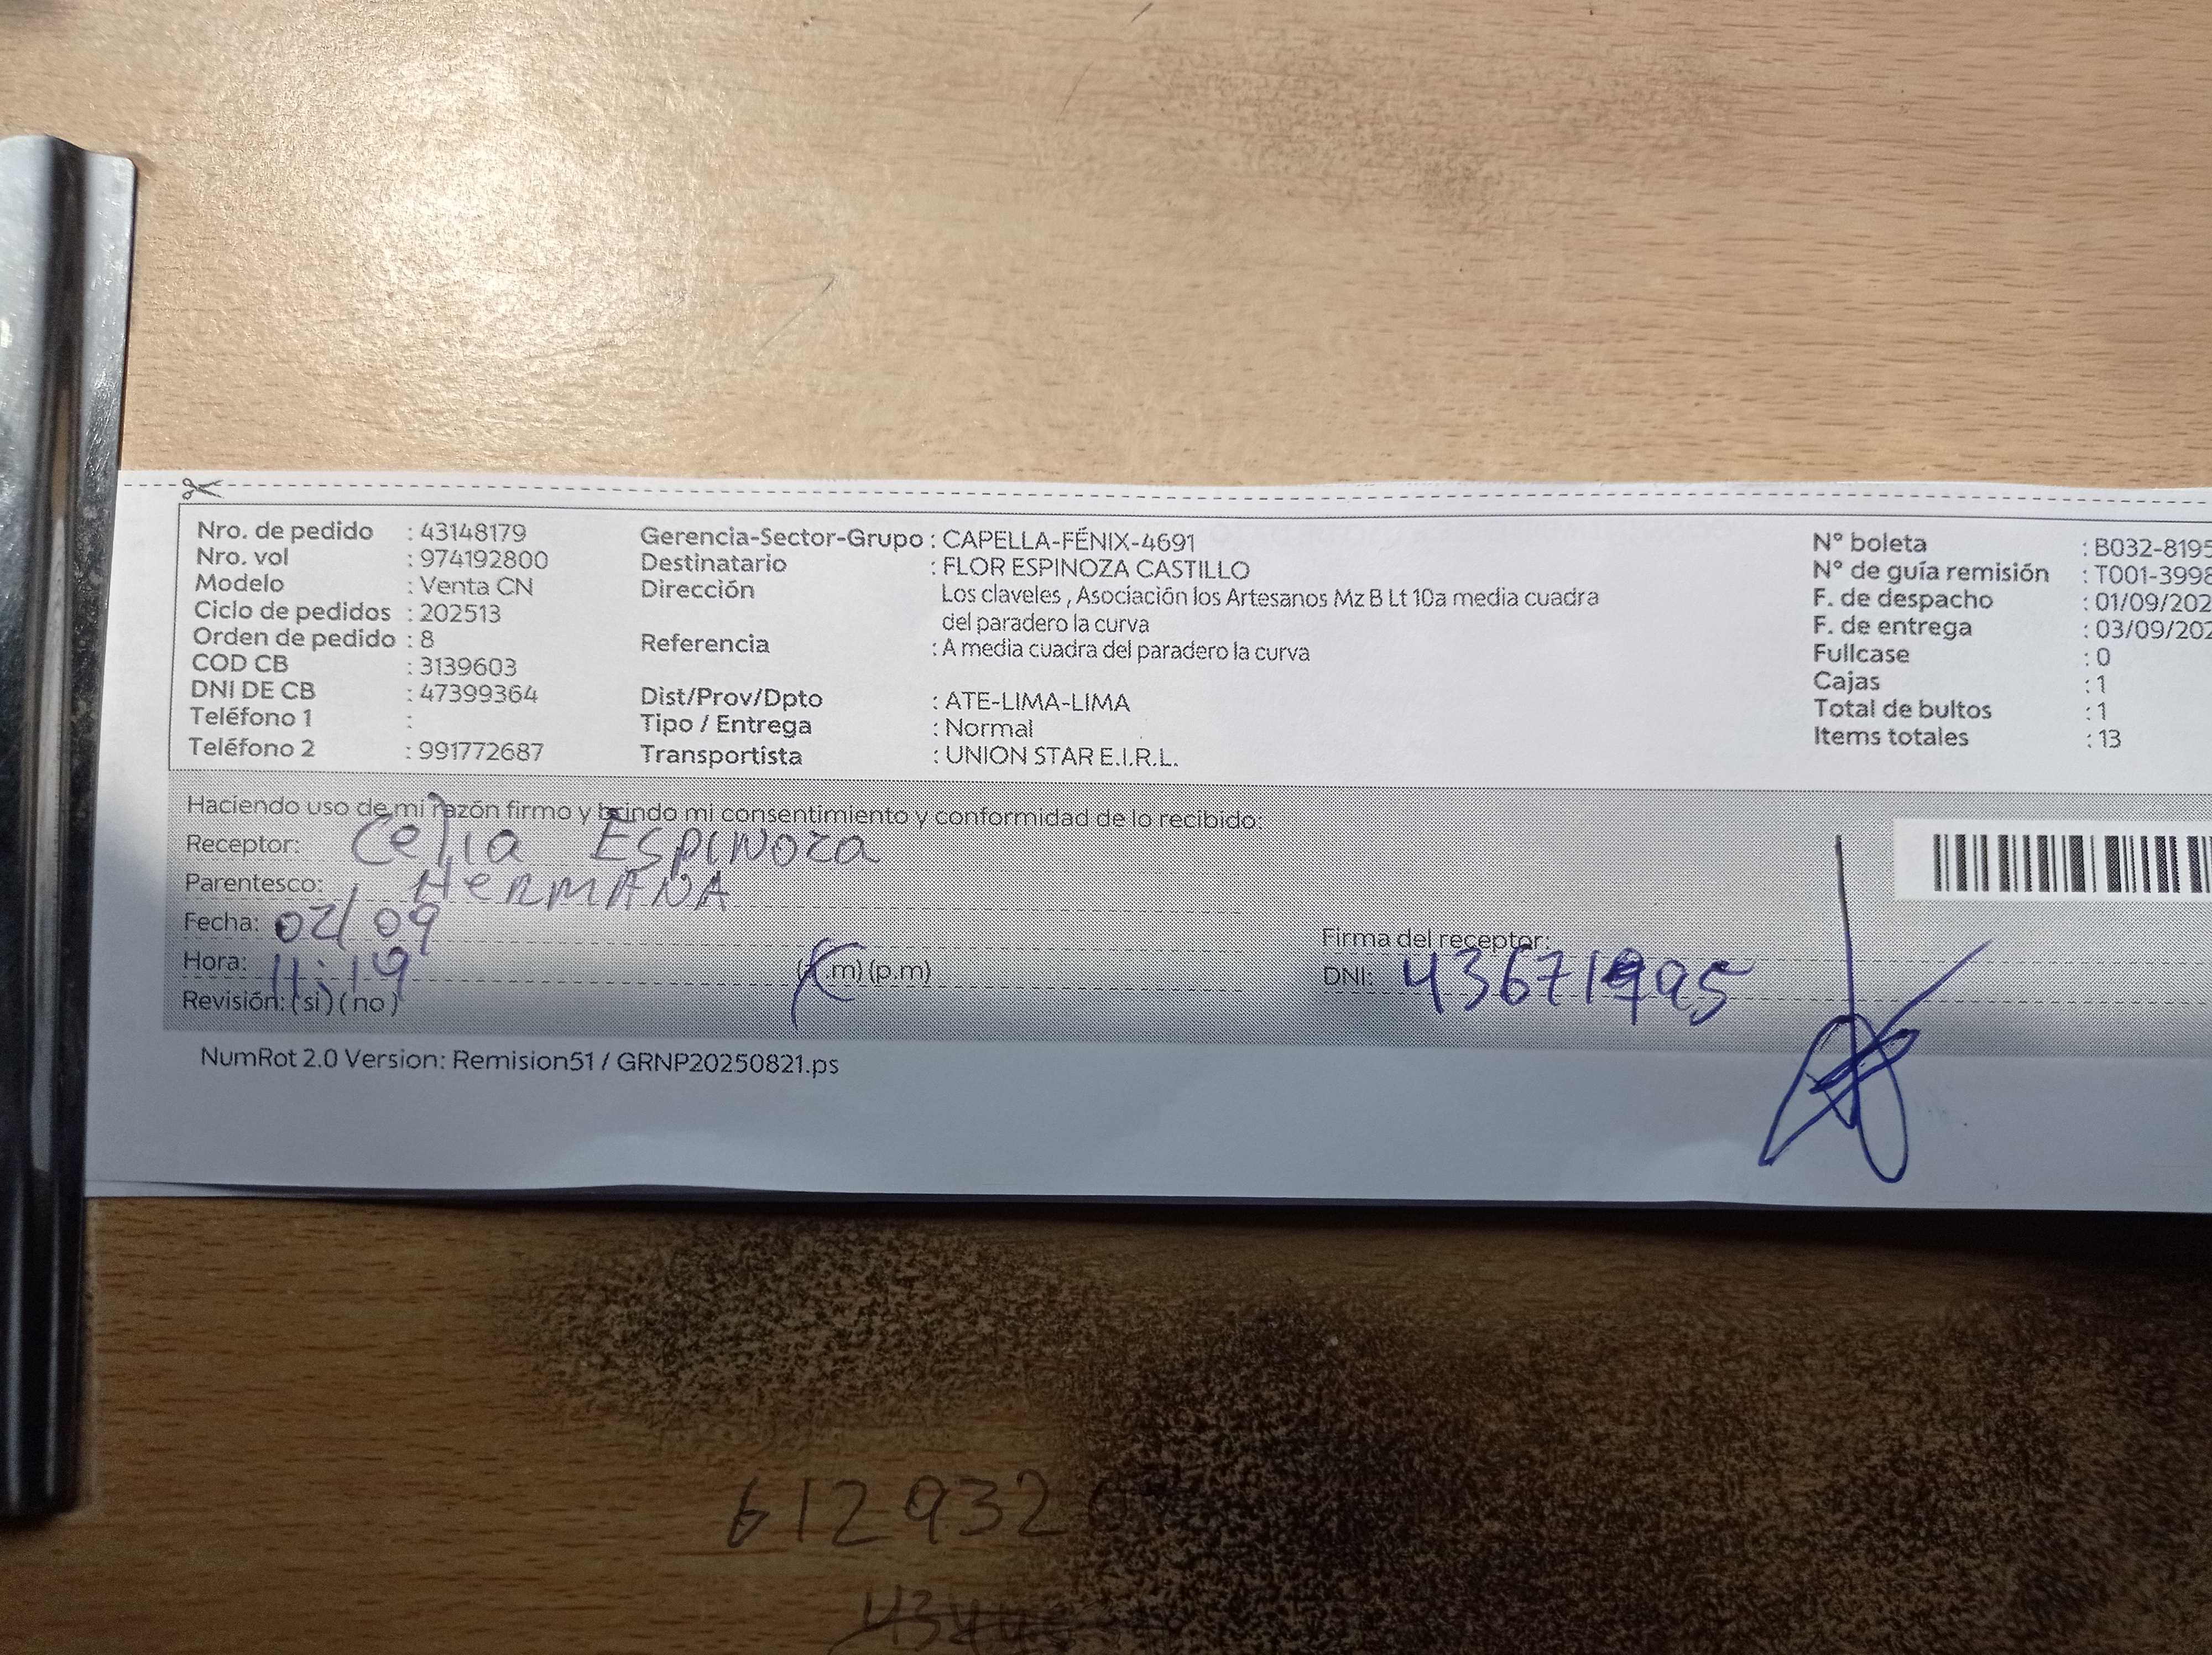 Nro. de pedido : 43148179
Nro. vol : 974192800
Modelo : Venta CN
Ciclo de pedidos : 202513
Orden de pedido : 8
COD CB : 3139603
DNI DE CB : 47399364
Teléfono 1 :
Teléfono 2 : 991772687
Gerencia-Sector-Grupo : CAPELLA-FÉNIX-4691
Destinatario : FLOR ESPINOZA CASTILLO
Dirección Los claveles , Asociación los Artesanos Mz B Lt 10a media cuadra
del paradero la curva
Referencia : A media cuadra del paradero la curva
Dist/Prov/Dpto : ATE-LIMA-LIMA
Tipo / Entrega : Normal
Transportista : UNION STAR E.I.R.L.
N° boleta : B032-8195
N° de guía remisión : T001-3998
F. de despacho : 01/09/202
F. de entrega : 03/09/202
Fullcase : 0
Cajas : 1
Total de bultos : 1
Items totales : 13
Haciendo uso de mi razón firmo y brindo mi consentimiento y conformidad de lo recibido:
Receptor: Celia Espinoza
Parentesco: HERMANA
Fecha: 02/09
Hora: 11:19 (a.m) (p.m)
Revisión: (si) (no)
Firma del receptor:
DNI:
NumRot 2.0 Version: Remision51 / GRNP20250821.ps
612932